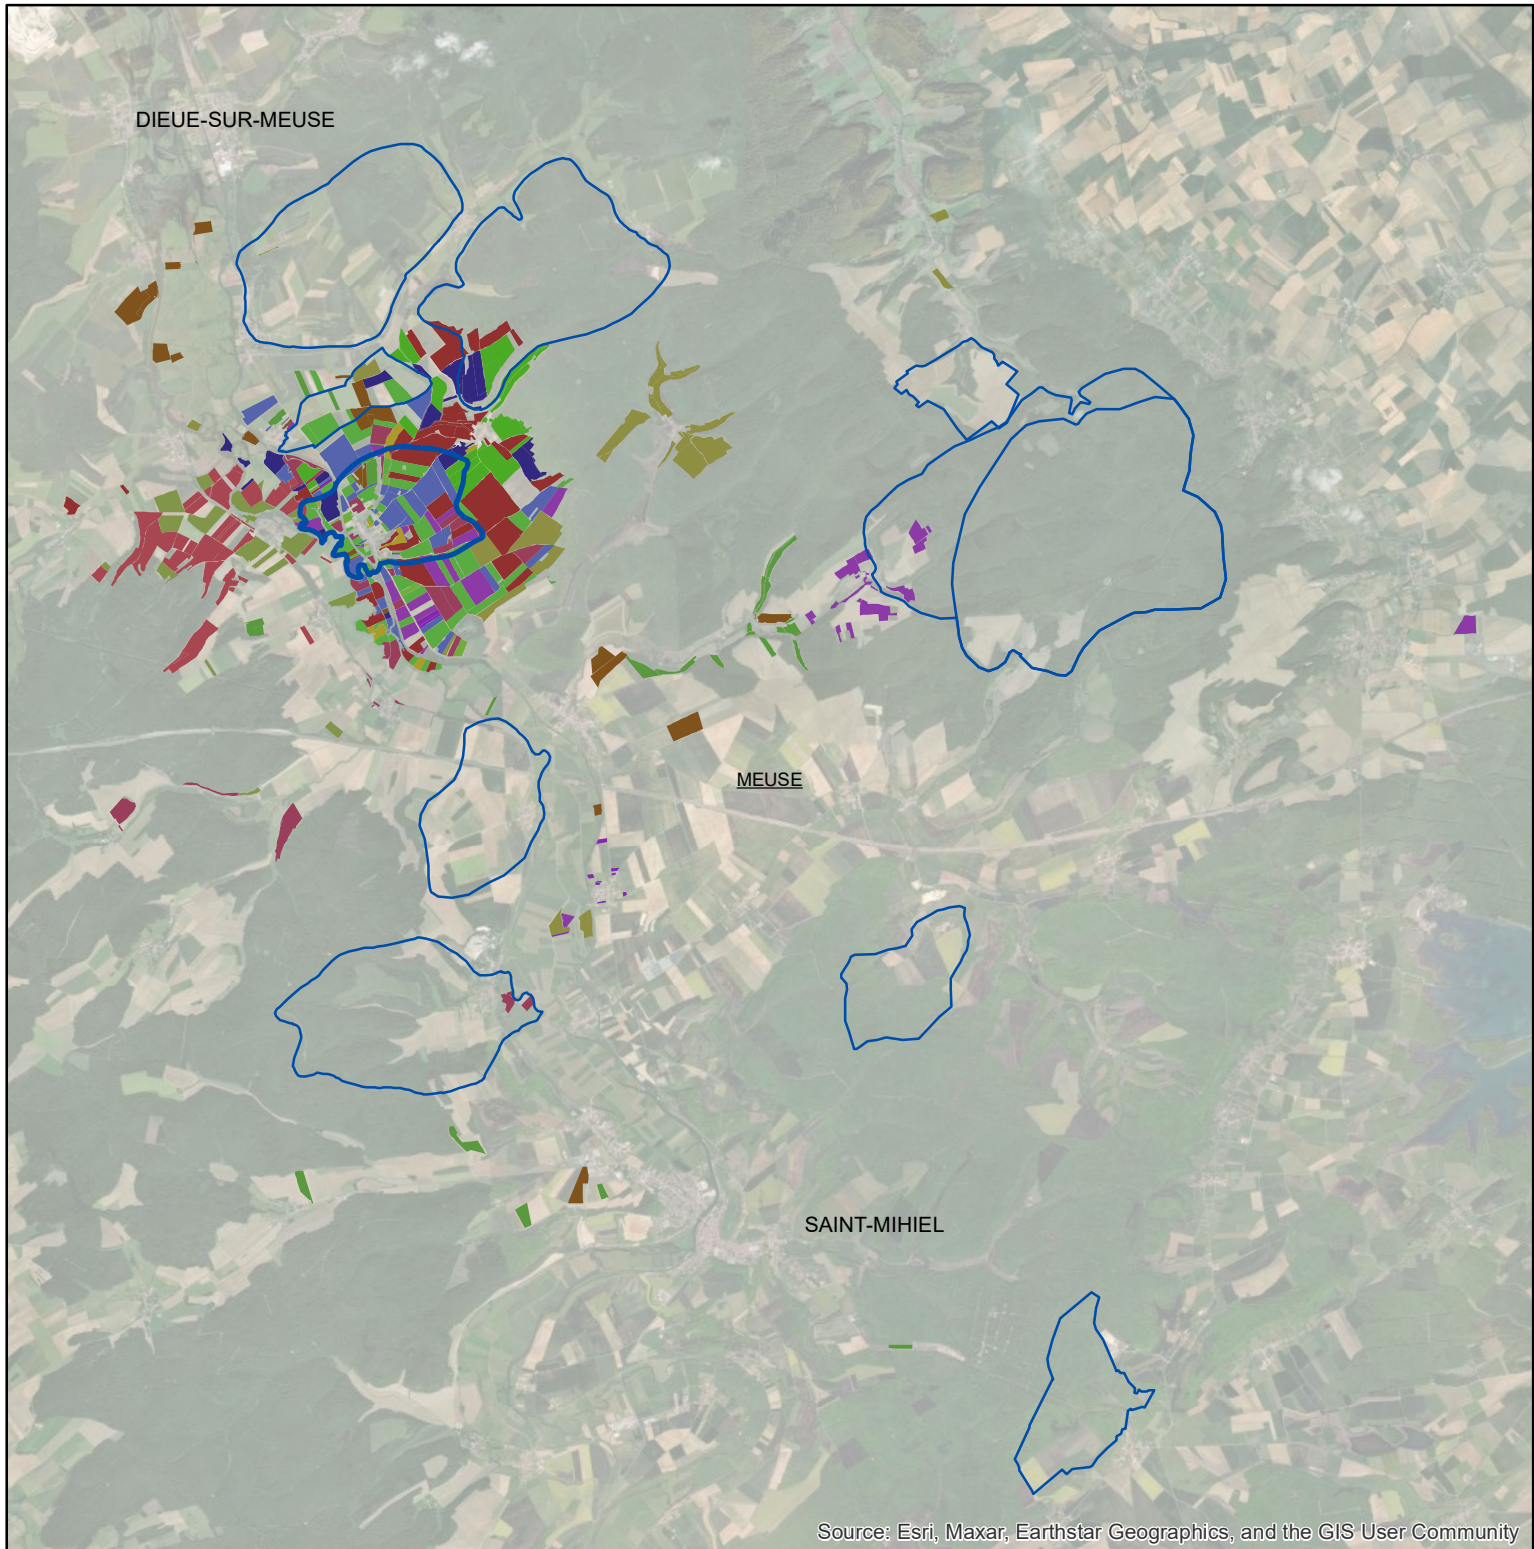 DIEUE-SUR-MEUSE
MEUSE
SAINT-MIHIEL
Source: Esri, Maxar, Earthstar Geographics, and the GIS User Community